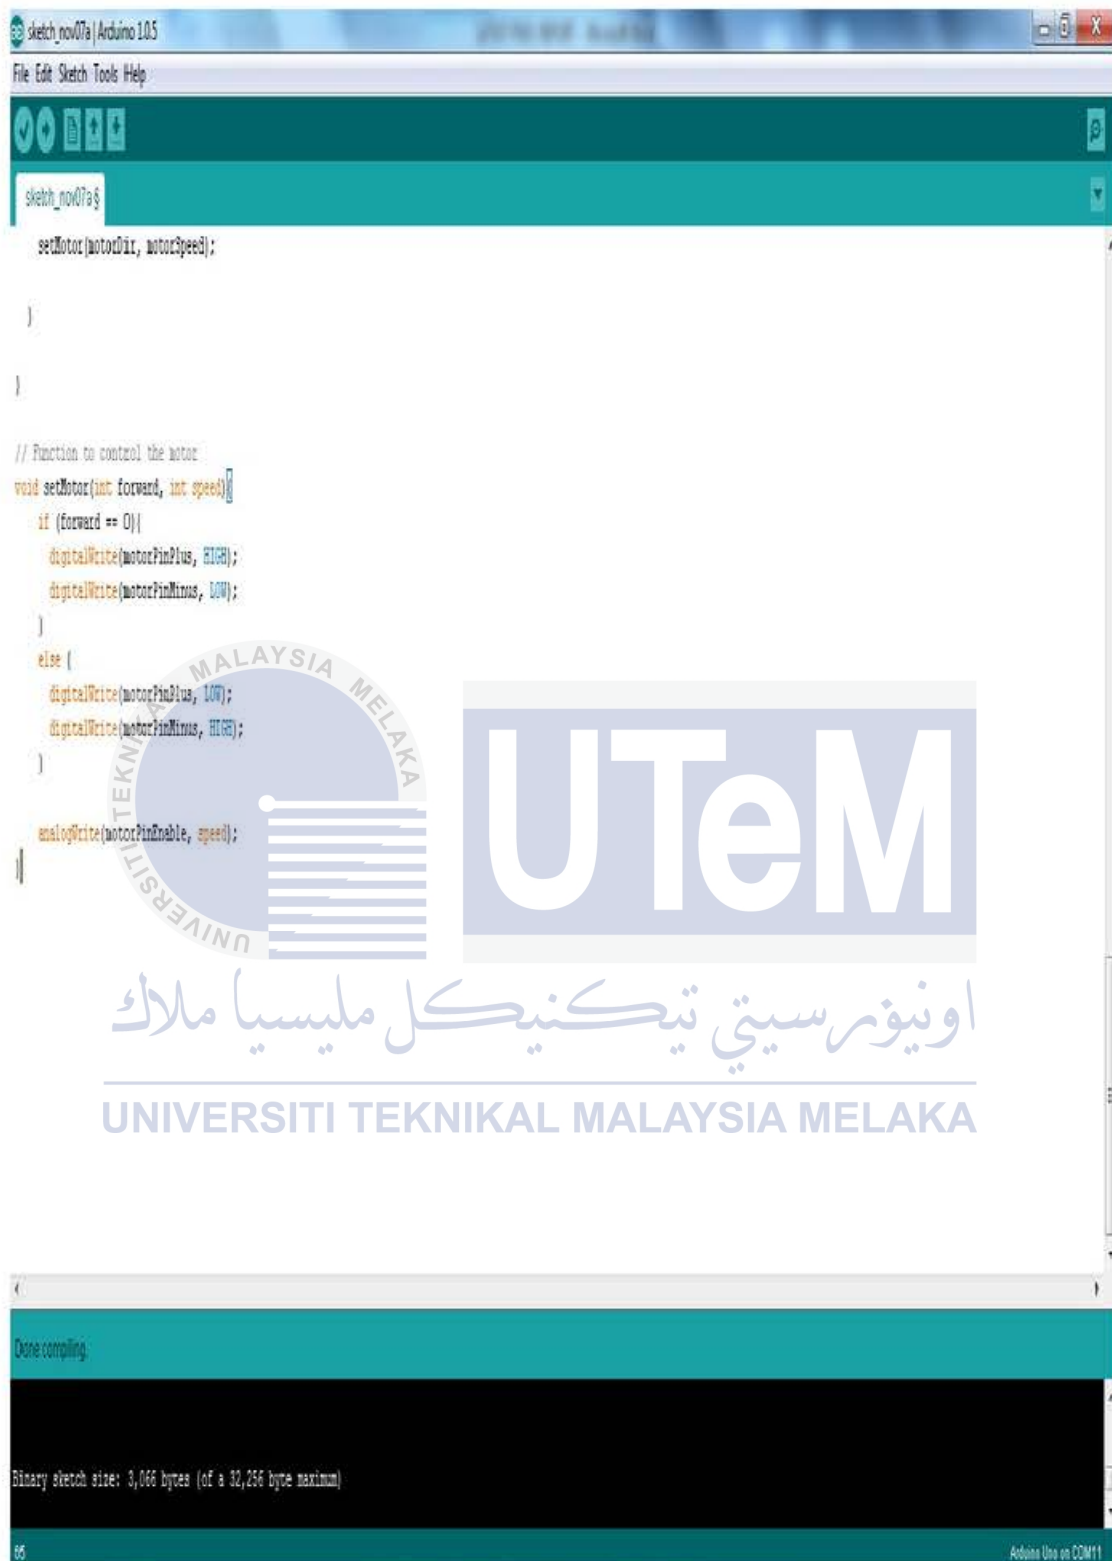 sketch_nov07a | Arduino 1.0.5
File Edit Sketch Tools Help
sketch_nov07a §
setMotor(motorDir, motorSpeed);
}
}
// Function to control the motor
void setMotor(int forward, int speed){
if (forward == 0){
digitalWrite(motorPinPlus, HIGH);
digitalWrite(motorPinMinus, LOW);
}
else {
digitalWrite(motorPinPlus, LOW);
digitalWrite(motorPinMinus, HIGH);
}
analogWrite(motorPinEnable, speed);
}
UNIVERSITI TEKNIKAL MALAYSIA MELAKA
UTeM
اونيۏرسيتي تيكنيكل مليسيا ملاك
UNIVERSITI TEKNIKAL MALAYSIA MELAKA
Done compiling.
Binary sketch size: 3,066 bytes (of a 32,256 byte maximum)
65
Arduino Uno on COM11